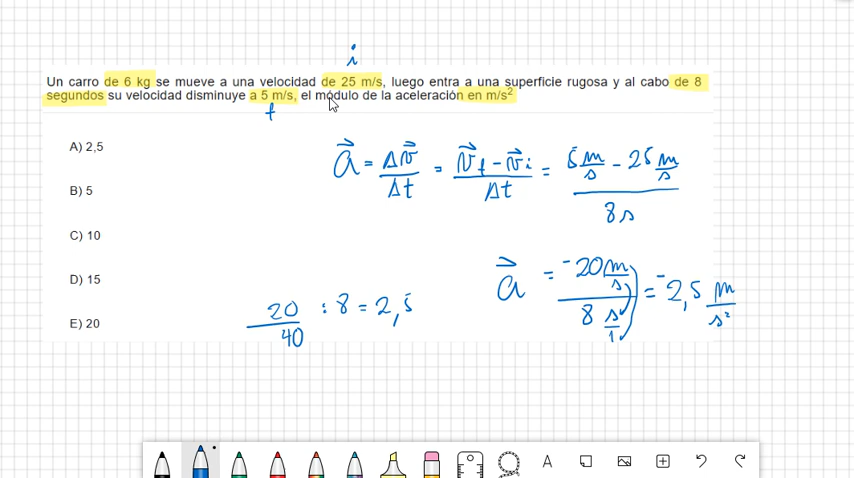 i
Un carro de 6 kg se mueve a una velocidad de 25 m/s, luego entra a una superficie rugosa y al cabo de 8
segundos su velocidad disminuye a 5 m/s, el módulo de la aceleración en m/s²
f
A) 2,5
a⃗ = Δv⃗/Δt = (v⃗f - v⃗i)/Δt = (5 m/s - 25 m/s)/8 s
B) 5
C) 10
D) 15
a⃗ = (-20 m/s)/(8 s/1) = -2,5 m/s²
20 : 8 = 2,5
40
E) 20
A